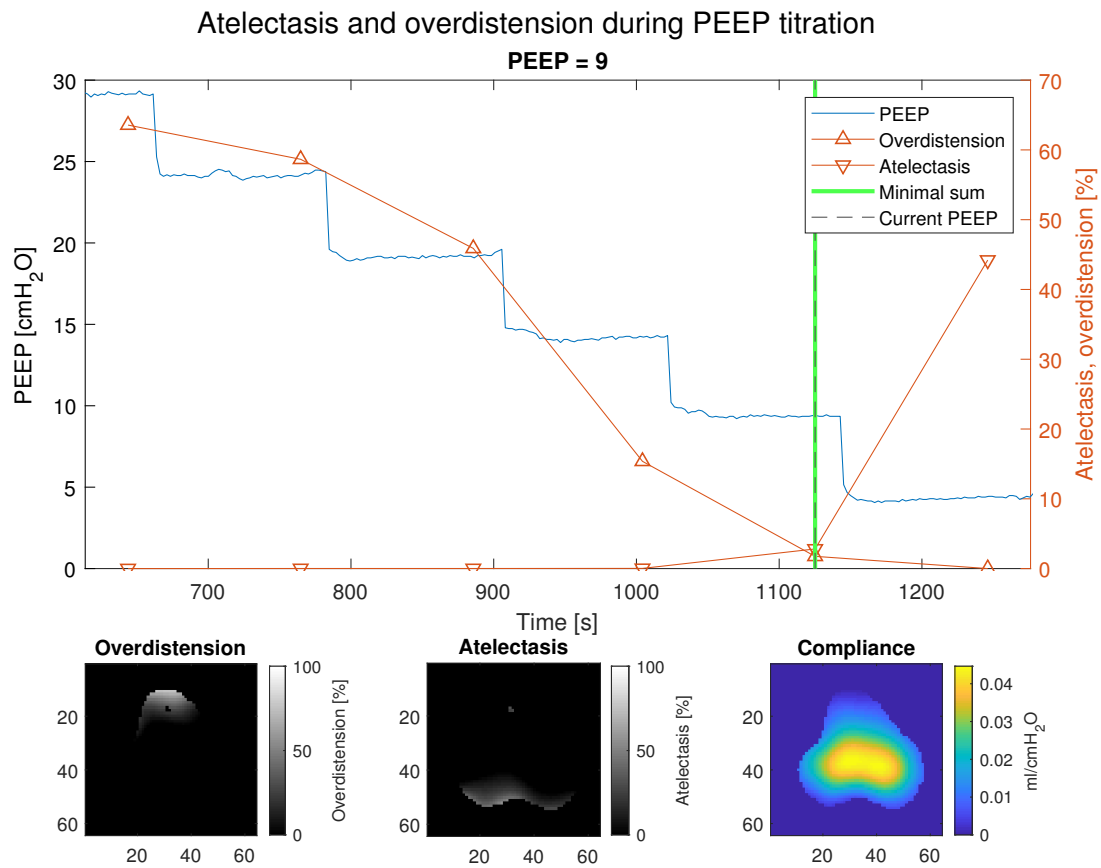 Atelectasis and overdistension during PEEP titration
PEEP = 9
PEEP [cmH2O]
30
25
20
15
10
5
0
70
60
50
40
30
20
10
0
Atelectasis, overdistension [%]
PEEP
Overdistension
Atelectasis
Minimal sum
Current PEEP
700 800 900 1000 1100 1200
Time [s]
Overdistension
20
40
60
20 40 60
100
50
0
Overdistension [%]
Atelectasis
20
40
60
20 40 60
100
50
0
Atelectasis [%]
Compliance
20
40
60
20 40 60
0.04
0.03
0.02
0.01
0
ml/cmH2O